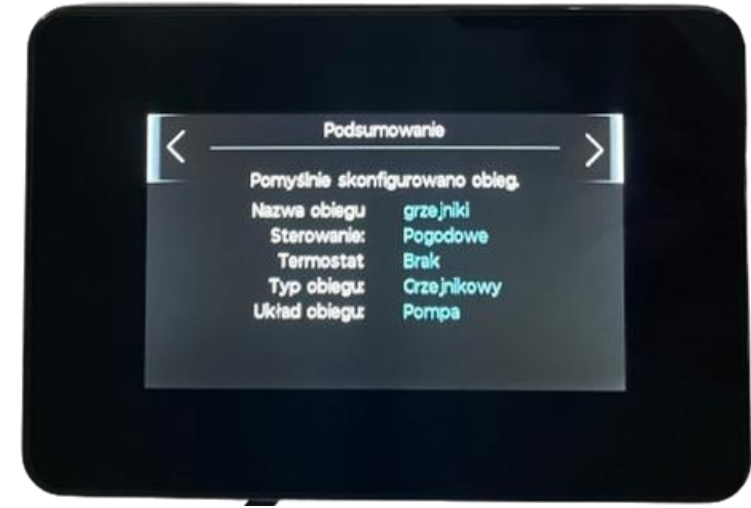 Podsumowanie
Pomyślnie skonfigurowano obieg.
Nazwa obiegu grzejniki
Sterowanie: Pogodowe
Termostat Brak
Typ obiegu: Grzejnikowy
Układ obiegu: Pompa